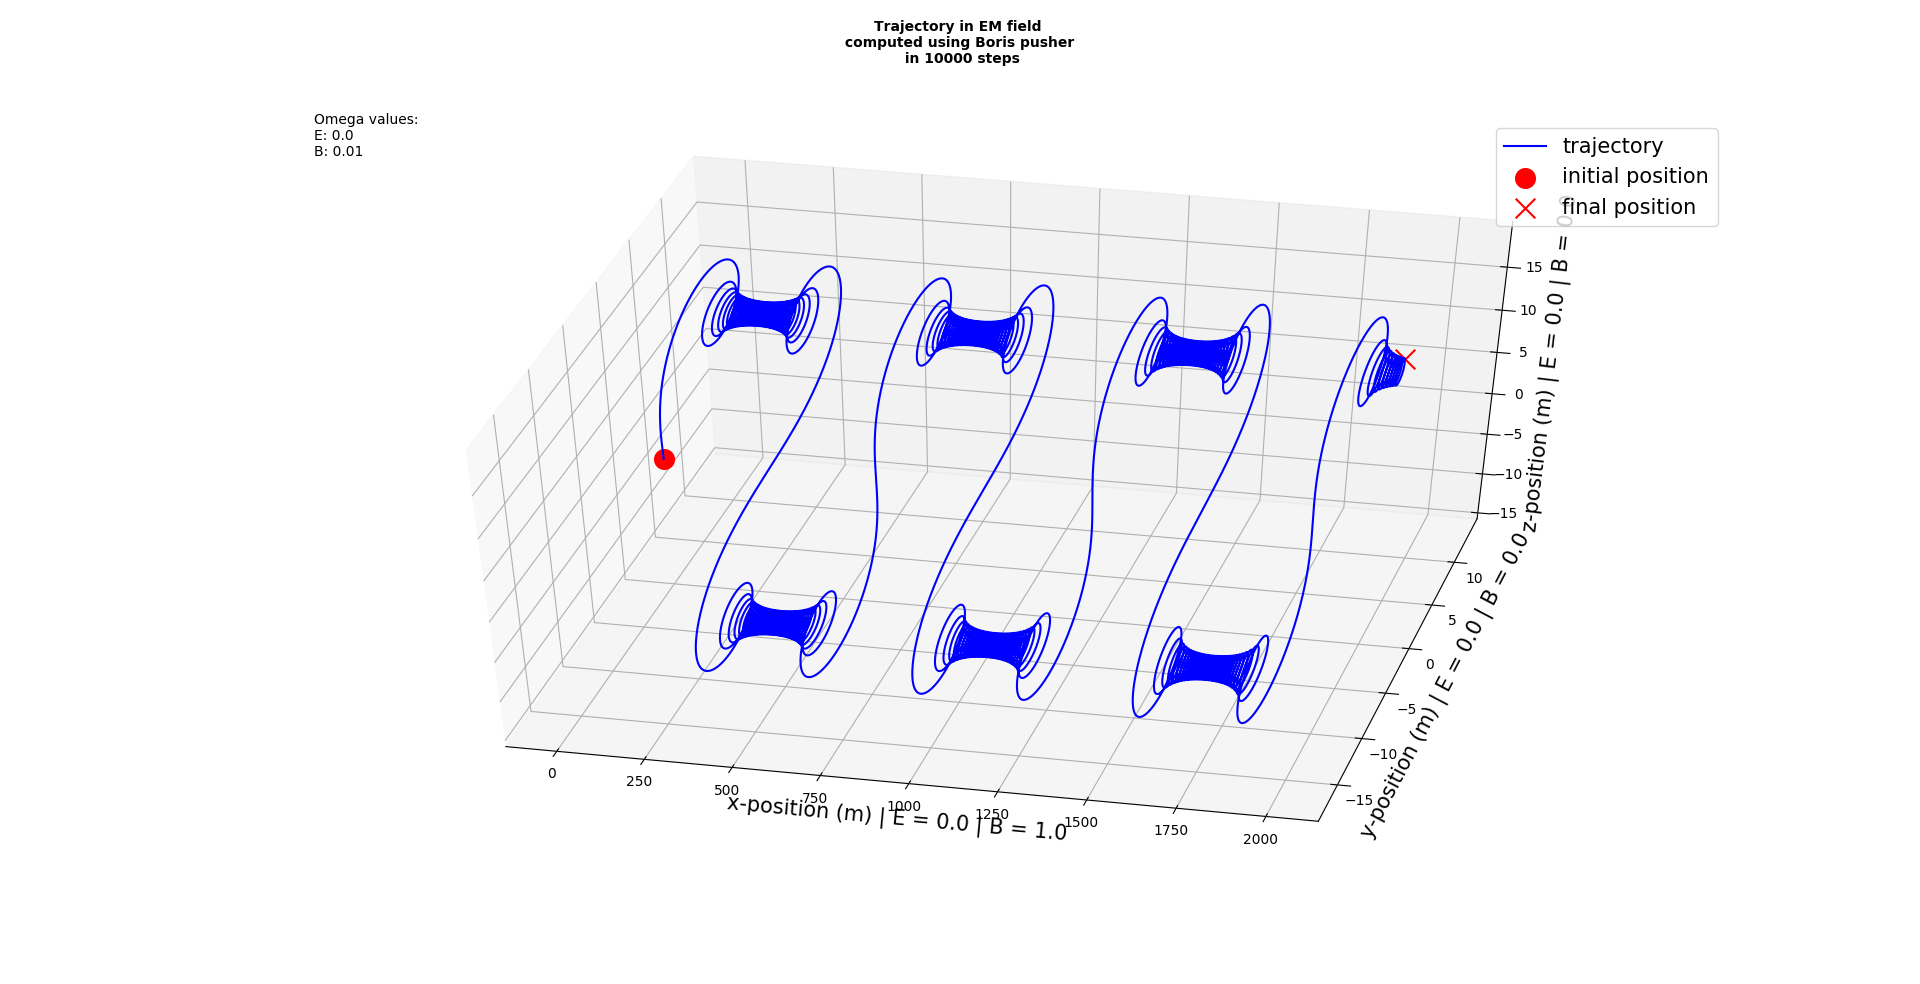 Trajectory in EM field
computed using Boris pusher
in 10000 steps
Omega values:
E: 0.0
B: 0.01
trajectory
initial position
final position
15
10
5
0
−5
−10
−15
z-position (m) | E = 0.0 | B = 0.0
10
5
0
−5
−10
−15
y-position (m) | E = 0.0 | B = 0.0
0
250
500
750
1000
1250
1500
1750
2000
x-position (m) | E = 0.0 | B = 1.0